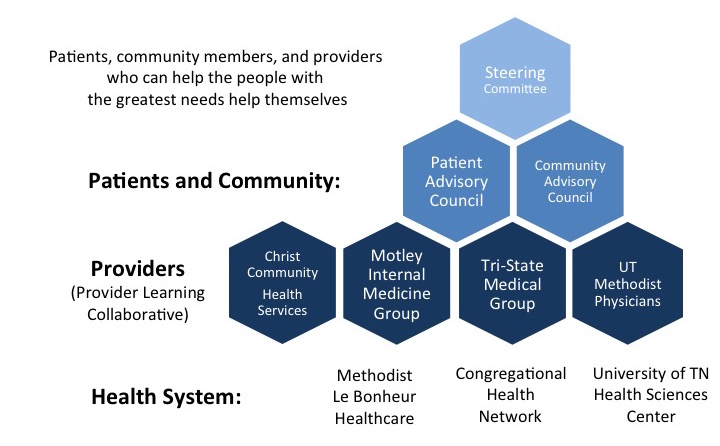 Patients, community members, and providers
who can help the people with
the greatest needs help themselves
Steering
Committee
Patients and Community:
Patient
Advisory
Council
Community
Advisory
Council
Providers
(Provider Learning
Collaborative)
Christ
Community
Health
Services
Motley
Internal
Medicine
Group
Tri-State
Medical
Group
UT
Methodist
Physicians
Health System:
Methodist
Le Bonheur
Healthcare
Congregational
Health
Network
University of TN
Health Sciences
Center